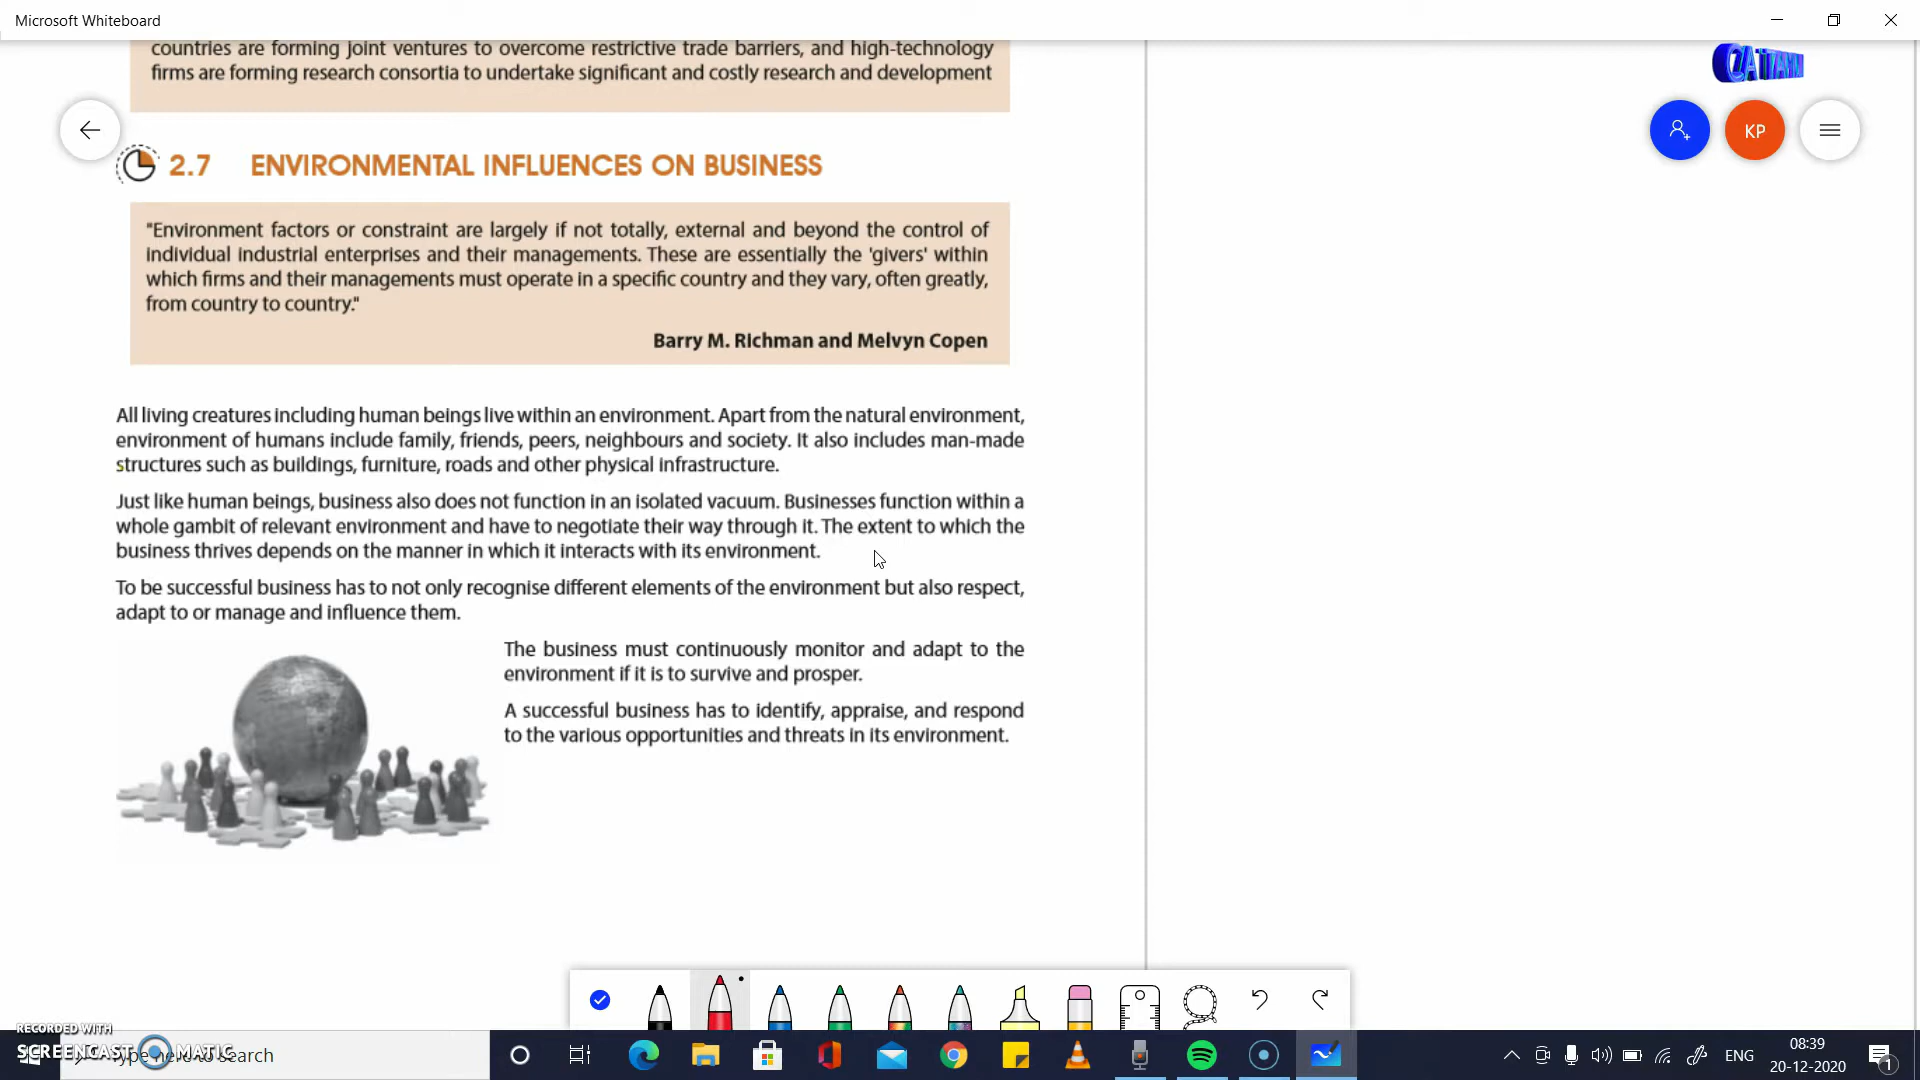 Microsoft Whiteboard
countries are forming joint ventures to overcome restrictive trade barriers, and high-technology
firms are forming research consortia to undertake significant and costly research and development
KP
2.7 ENVIRONMENTAL INFLUENCES ON BUSINESS
"Environment factors or constraint are largely if not totally, external and beyond the control of
individual industrial enterprises and their managements. These are essentially the 'givers' within
which firms and their managements must operate in a specific country and they vary, often greatly,
from country to country."
Barry M. Richman and Melvyn Copen
All living creatures including human beings live within an environment. Apart from the natural environment,
environment of humans include family, friends, peers, neighbours and society. It also includes man-made
structures such as buildings, furniture, roads and other physical infrastructure.
Just like human beings, business also does not function in an isolated vacuum. Businesses function within a
whole gambit of relevant environment and have to negotiate their way through it. The extent to which the
business thrives depends on the manner in which it interacts with its environment.
To be successful business has to not only recognise different elements of the environment but also respect,
adapt to or manage and influence them.
The business must continuously monitor and adapt to the
environment if it is to survive and prosper.
A successful business has to identify, appraise, and respond
to the various opportunities and threats in its environment.
RECORDED WITH
SCREENCAST MATIC
Type here to search
ENG
08:39
20-12-2020
1